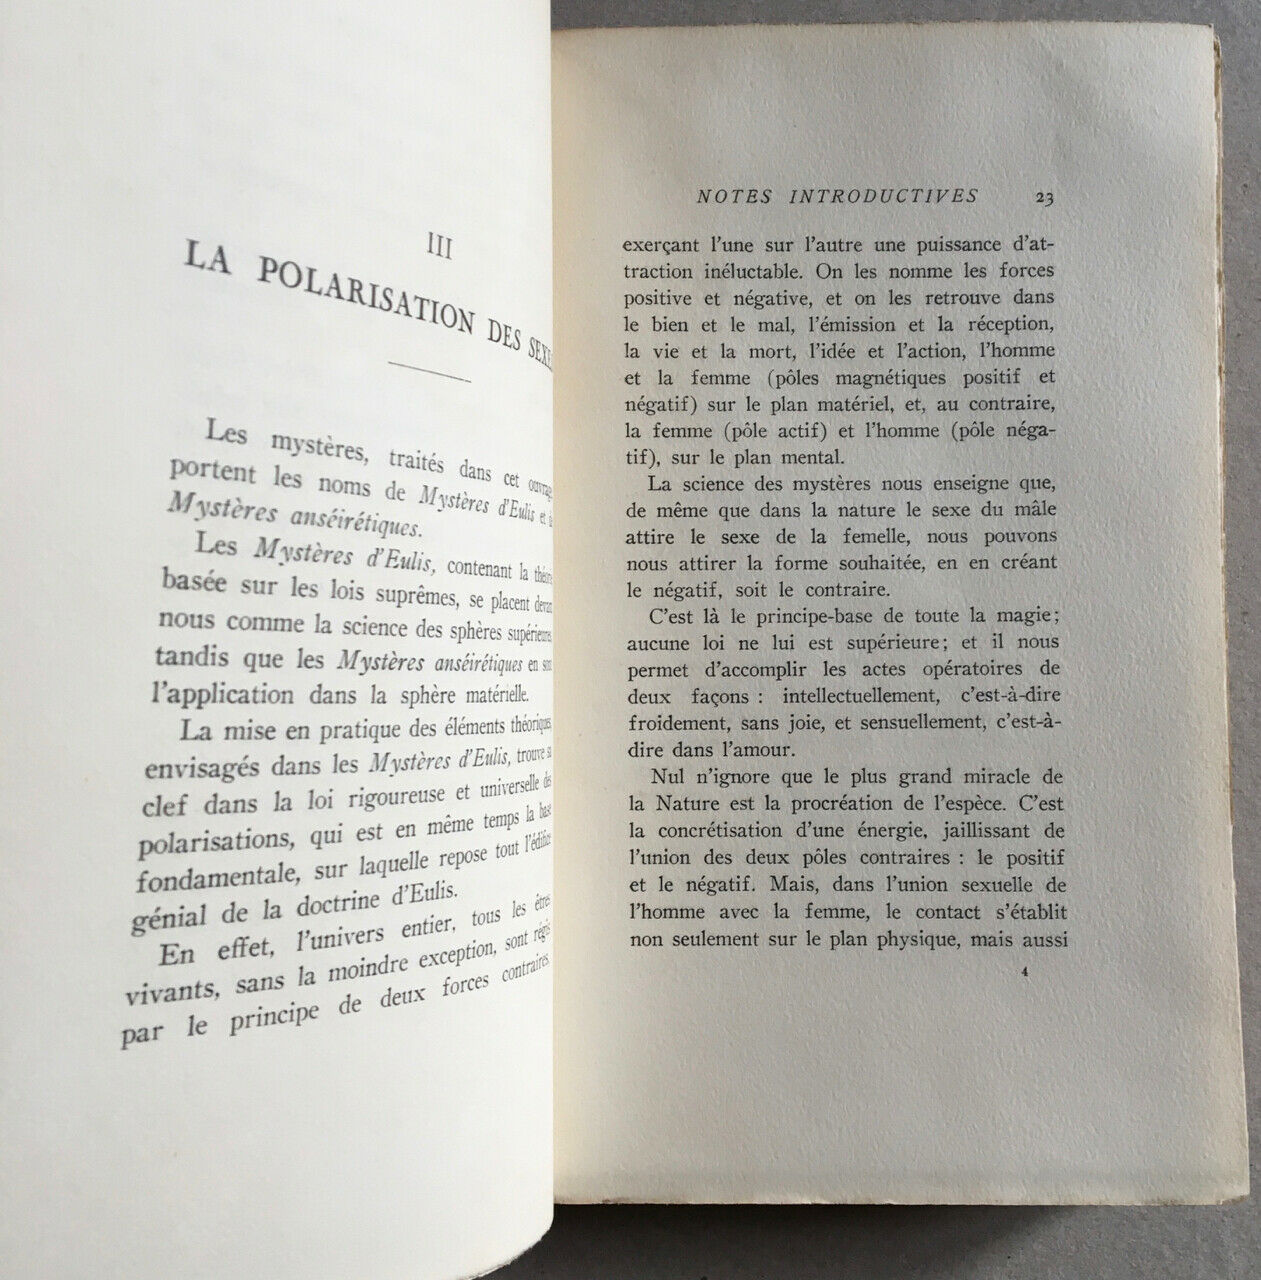 III
LA POLARISATION DES SEXE
Les mystères, traités dans cet ouvrag
portent les noms de Mystères d'Eulis et
Mystères anséirétiques.
Les Mystères d'Eulis, contenant la théor
basée sur les lois suprêmes, se placent devan
nous comme la science des sphères supérieures
tandis que les Mystères anséirétiques en sont
l'application dans la sphère matérielle.
La mise en pratique des éléments théoriques,
envisagés dans les Mystères d'Eulis, trouve sa
clef dans la loi rigoureuse et universelle des
polarisations, qui est en même temps la base
fondamentale, sur laquelle repose tout l'édifice
génial de la doctrine d'Eulis.
En effet, l'univers entier, tous les êtres
vivants, sans la moindre exception, sont régis
par le principe de deux forces contraires,
NOTES INTRODUCTIVES 23
exerçant l'une sur l'autre une puissance d'at-
traction inéluctable. On les nomme les forces
positive et négative, et on les retrouve dans
le bien et le mal, l'émission et la réception,
la vie et la mort, l'idée et l'action, l'homme
et la femme (pôles magnétiques positif et
négatif) sur le plan matériel, et, au contraire,
la femme (pôle actif) et l'homme (pôle néga-
tif), sur le plan mental.
La science des mystères nous enseigne que,
de même que dans la nature le sexe du mâle
attire le sexe de la femelle, nous pouvons
nous attirer la forme souhaitée, en en créant
le négatif, soit le contraire.
C'est là le principe-base de toute la magie;
aucune loi ne lui est supérieure; et il nous
permet d'accomplir les actes opératoires de
deux façons : intellectuellement, c'est-à-dire
froidement, sans joie, et sensuellement, c'est-à-
dire dans l'amour.
Nul n'ignore que le plus grand miracle de
la Nature est la procréation de l'espèce. C'est
la concrétisation d'une énergie, jaillissant de
l'union des deux pôles contraires : le positif
et le négatif. Mais, dans l'union sexuelle de
l'homme avec la femme, le contact s'établit
non seulement sur le plan physique, mais aussi
4